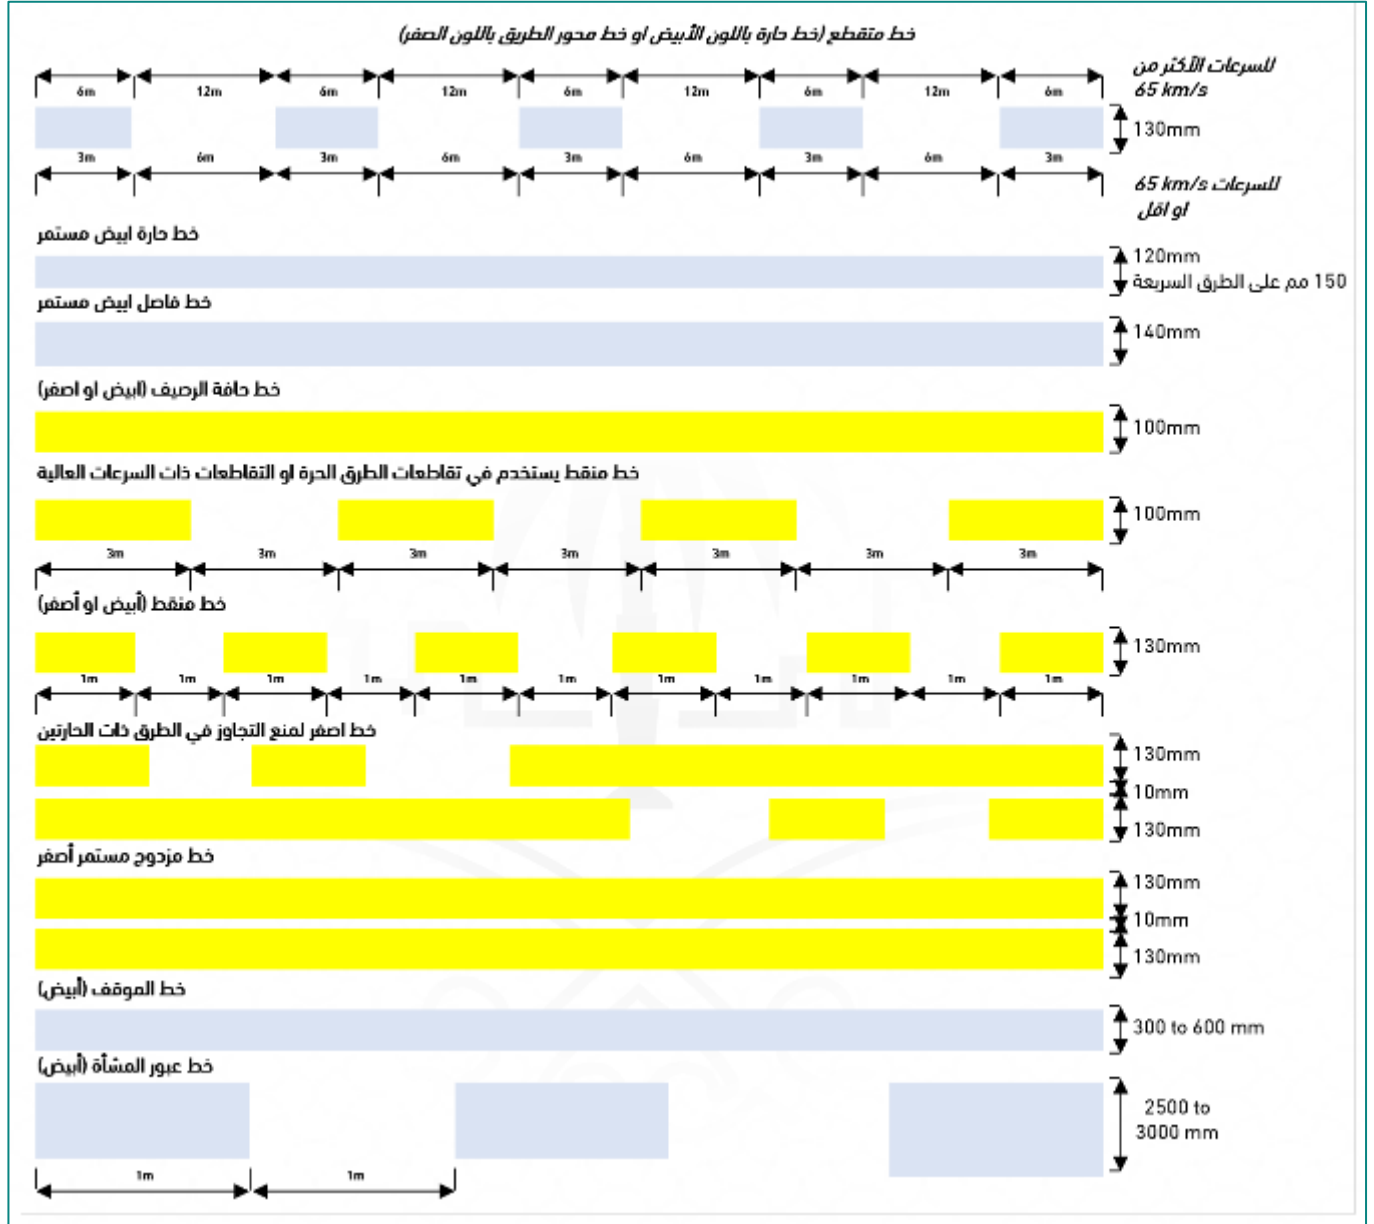 خط متقطع (خط حارة باللون الأبيض او خط محور الطريق باللون الصفر)
للسرعات الأكثر من
65 km/s
6m 12m 6m 12m 6m 12m 6m 12m 6m
130mm
3m 6m 3m 6m 3m 6m 3m 6m 3m
للسرعات 65 km/s
او اقل
خط حارة ابيض مستمر
120mm
150 مم على الطرق السريعة
خط فاصل ابيض مستمر
140mm
خط حافة الرصيف (ابيض او اصفر)
100mm
خط منقط يستخدم في تقاطعات الطرق الحرة او التقاطعات ذات السرعات العالية
100mm
3m 3m 3m 3m 3m 3m 3m
خط منقط (أبيض او أصفر)
130mm
1m 1m 1m 1m 1m 1m 1m 1m 1m 1m 1m
خط اصفر لمنع التجاوز في الطرق ذات الحارتين
130mm
10mm
130mm
خط مزدوج مستمر أصفر
130mm
10mm
130mm
خط الموقف (أبيض)
300 to 600 mm
خط عبور المشأة (أبيض)
2500 to
3000 mm
1m 1m